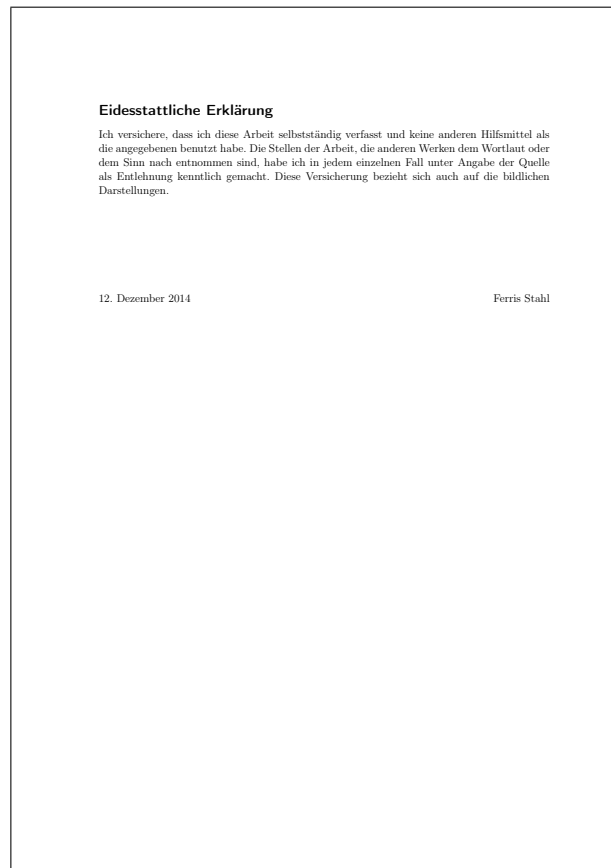 Eidesstattliche Erklärung
Ich versichere, dass ich diese Arbeit selbstständig verfasst und keine anderen Hilfsmittel als
die angegebenen benutzt habe. Die Stellen der Arbeit, die anderen Werken dem Wortlaut oder
dem Sinn nach entnommen sind, habe ich in jedem einzelnen Fall unter Angabe der Quelle
als Entlehnung kenntlich gemacht. Diese Versicherung bezieht sich auch auf die bildlichen
Darstellungen.
12. Dezember 2014 Ferris Stahl